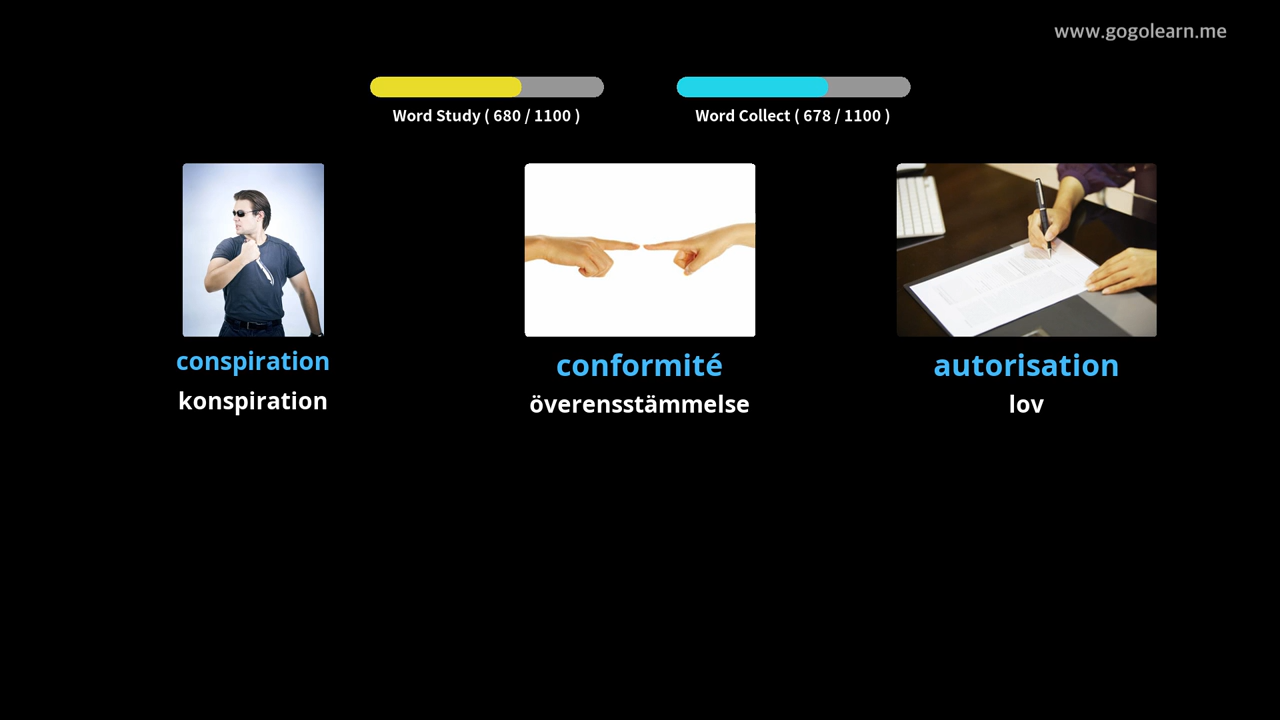 www.gogolearn.me
Word Study ( 680 / 1100 )
Word Collect ( 678 / 1100 )
conspiration
konspiration
conformité
överensstämmelse
autorisation
lov